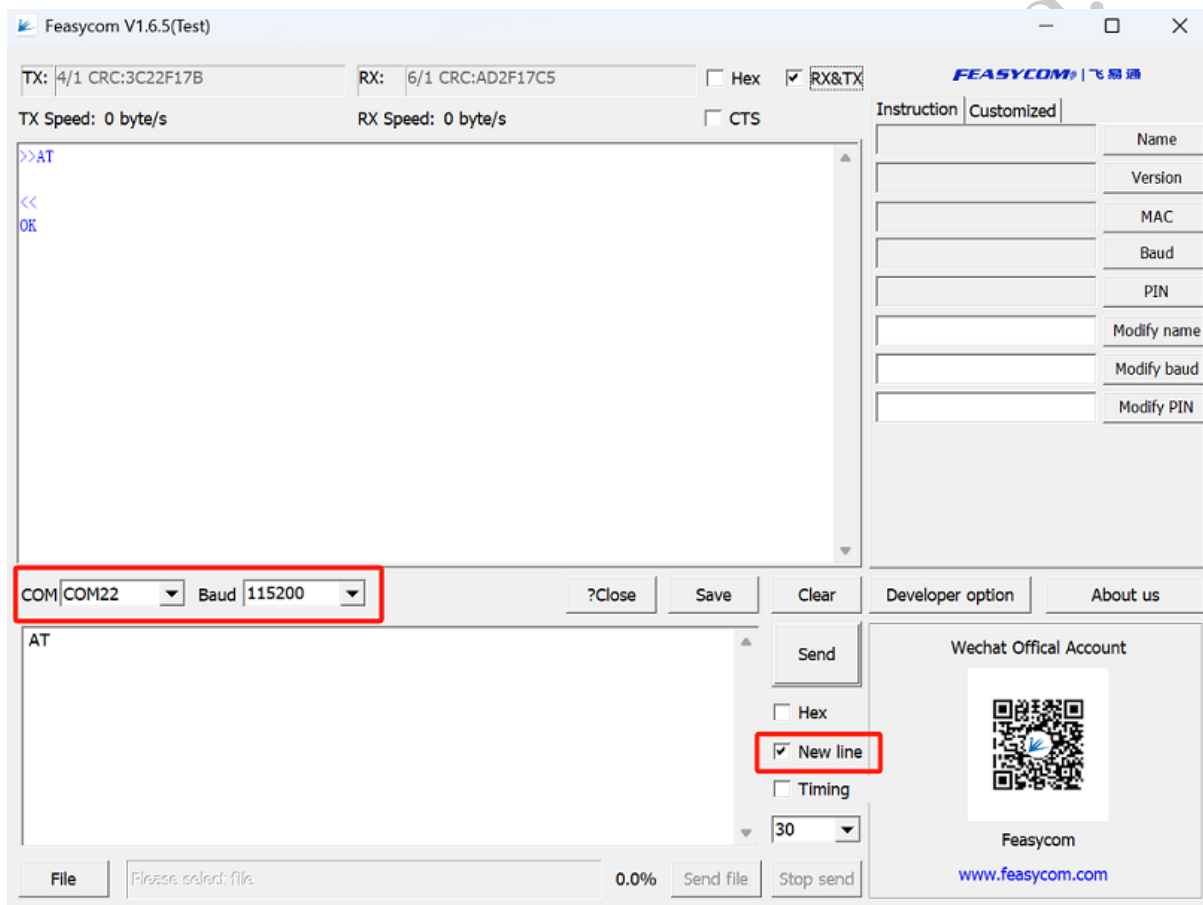 Feasycom V1.6.5(Test)
TX: 4/1 CRC:3C22F17B RX: 6/1 CRC:AD2F17C5 Hex RX&TX
FEASYCOM® | 飞易通
TX Speed: 0 byte/s RX Speed: 0 byte/s CTS
Instruction Customized
>>AT
<<
OK
Name
Version
MAC
Baud
PIN
Modify name
Modify baud
Modify PIN
COM COM22 Baud 115200 ?Close Save Clear Developer option About us
AT
Send
Hex
New line
Timing
30
Wechat Offical Account
Feasycom
www.feasycom.com
File Please select file 0.0% Send file Stop send